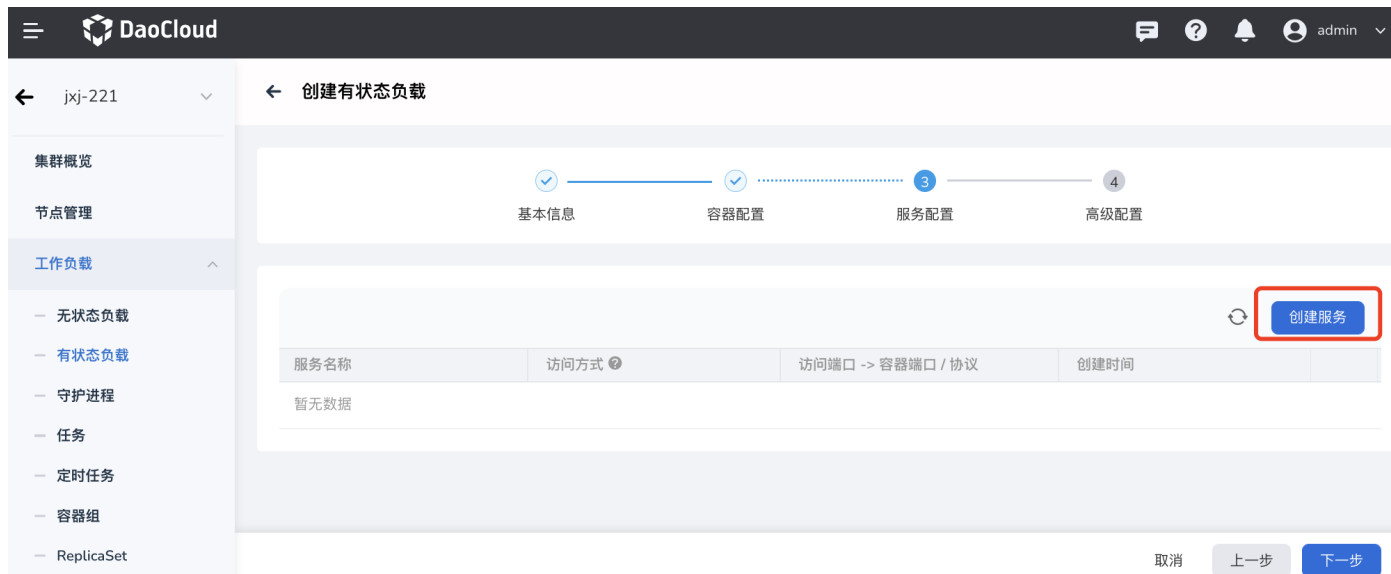 DaoCloud
admin
jxj-221
创建有状态负载
集群概览
节点管理
工作负载
无状态负载
有状态负载
守护进程
任务
定时任务
容器组
ReplicaSet
3
4
基本信息
容器配置
服务配置
高级配置
创建服务
服务名称
访问方式
访问端口 -> 容器端口 / 协议
创建时间
暂无数据
取消
上一步
下一步